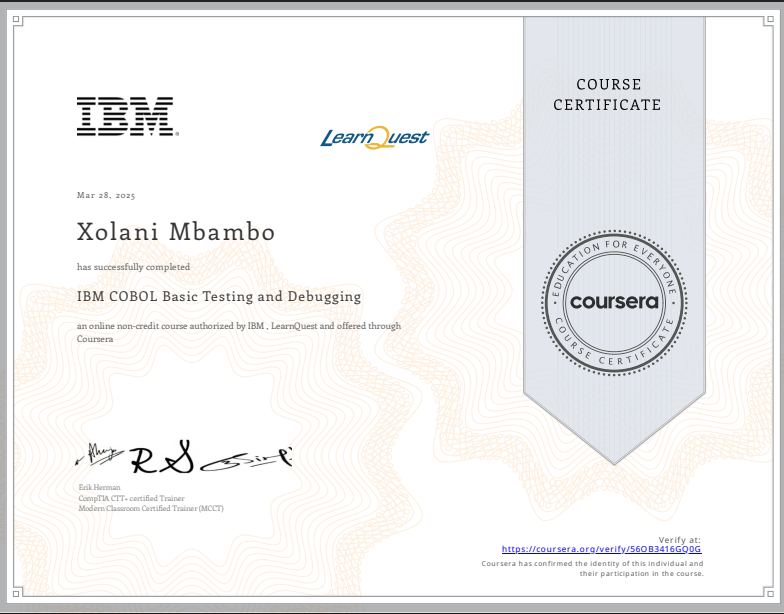 IBM
LearnQuest
COURSE
CERTIFICATE
Mar 28, 2025
Xolani Mbambo
has successfully completed
IBM COBOL Basic Testing and Debugging
an online non-credit course authorized by IBM , LearnQuest and offered through
Coursera
EDUCATION FOR EVERYONE
coursera
COURSE CERTIFICATE
Erik Herman
CompTIA CTT+ certified Trainer
Modern Classroom Certified Trainer (MCCT)
Verify at:
https://coursera.org/verify/56OB3416GQ0G
Coursera has confirmed the identity of this individual and
their participation in the course.